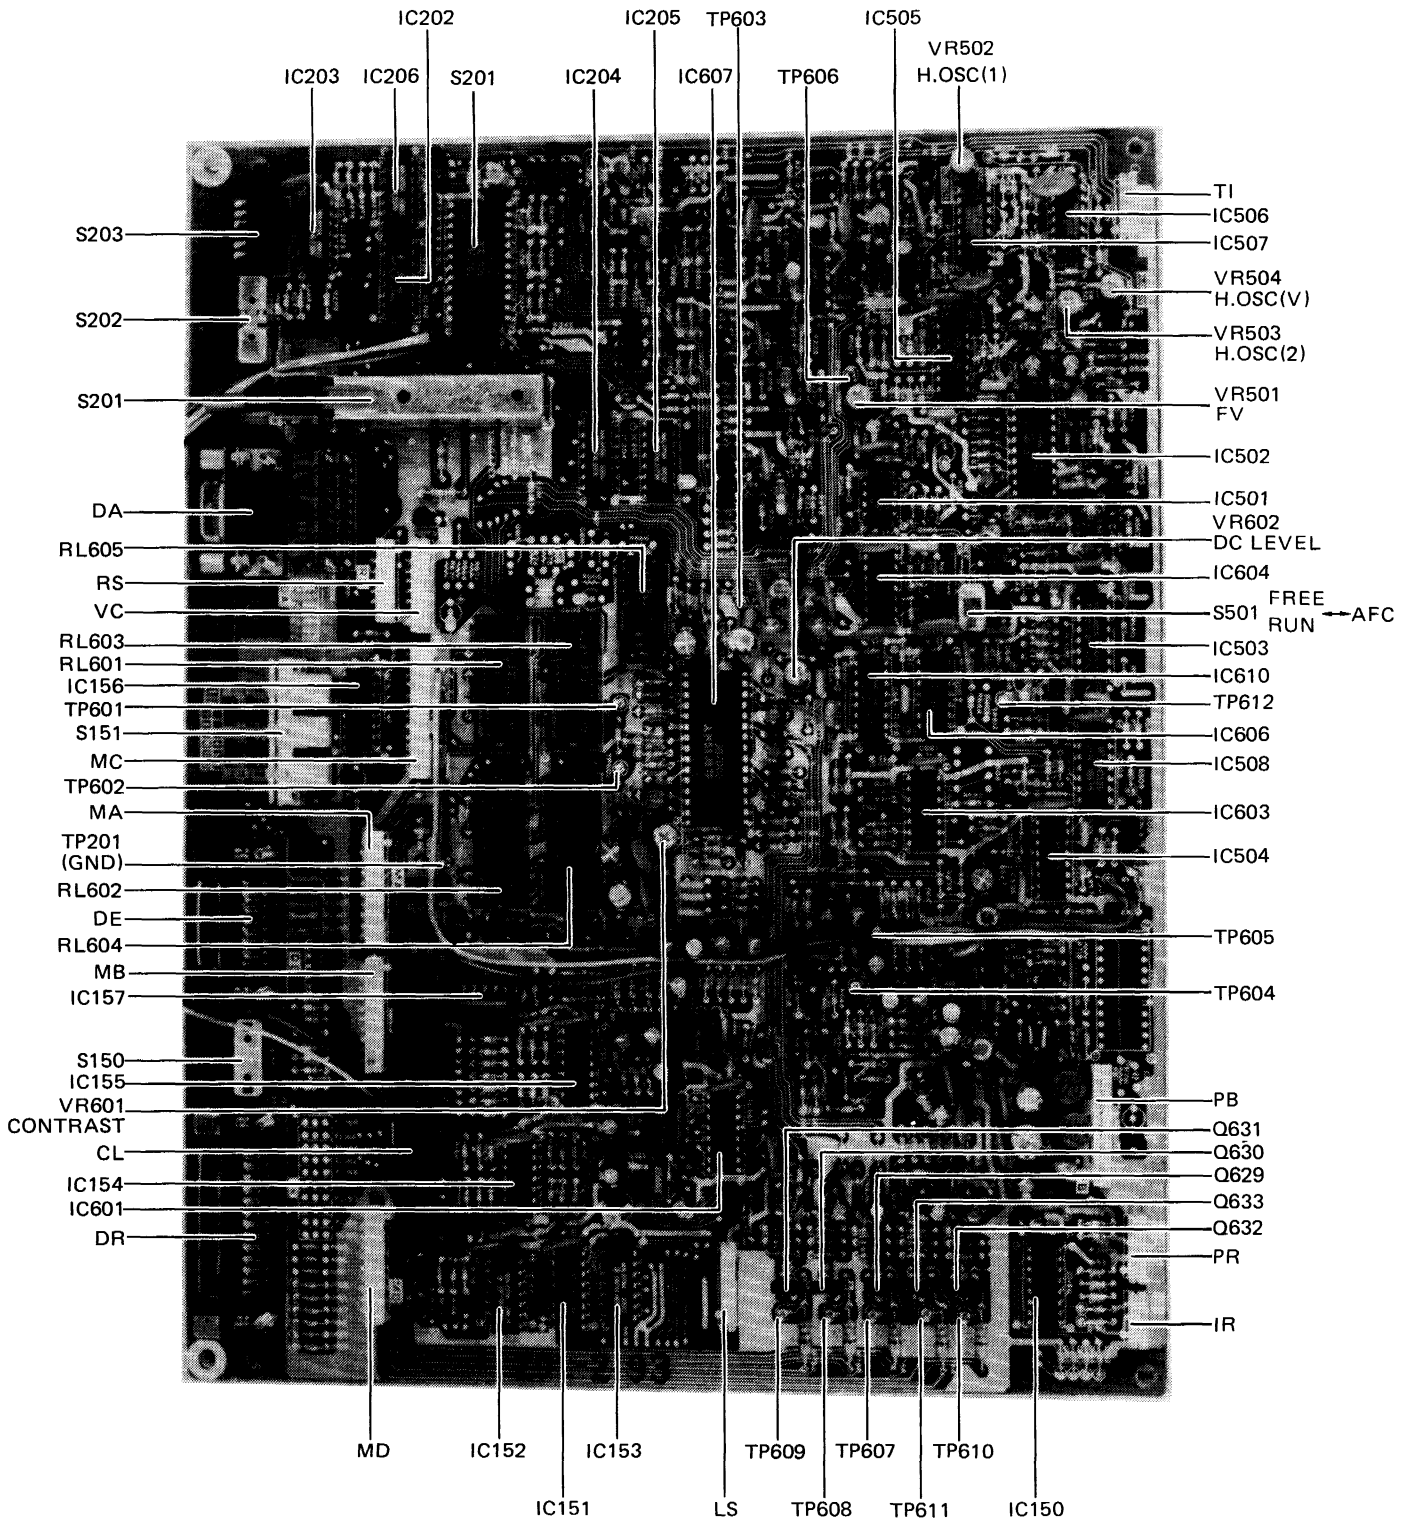 IC202
IC205
TP603
IC505
VR502
H.OSC(1)
IC203
IC206
S201
IC204
IC607
TP606
TI
IC506
IC507
VR504
H.OSC(V)
VR503
H.OSC(2)
VR501
FV
IC502
IC501
VR602
DC LEVEL
IC604
S501 FREE RUN ↔ AFC
IC503
IC610
TP612
IC606
IC508
IC603
IC504
TP605
TP604
PB
Q631
Q630
Q629
Q633
Q632
PR
IR
S203
S202
S201
DA
RL605
RS
VC
RL603
RL601
IC156
TP601
S151
MC
TP602
MA
TP201
(GND)
RL602
DE
RL604
MB
IC157
S150
IC155
VR601
CONTRAST
CL
IC154
IC601
DR
MD
IC152
IC153
TP609
TP607
TP610
IC151
LS
TP608
TP611
IC150